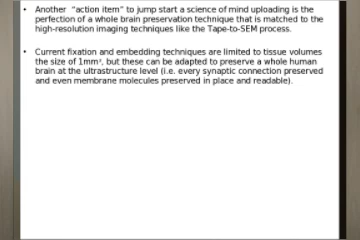 • Another "action item" to jump start a science of mind uploading is the
perfection of a whole brain preservation technique that is matched to the
high-resolution imaging techniques like the Tape-to-SEM process.
• Current fixation and embedding techniques are limited to tissue volumes
the size of 1mm³, but these can be adapted to preserve a whole human
brain at the ultrastructure level (i.e. every synaptic connection preserved
and even membrane molecules preserved in place and readable).